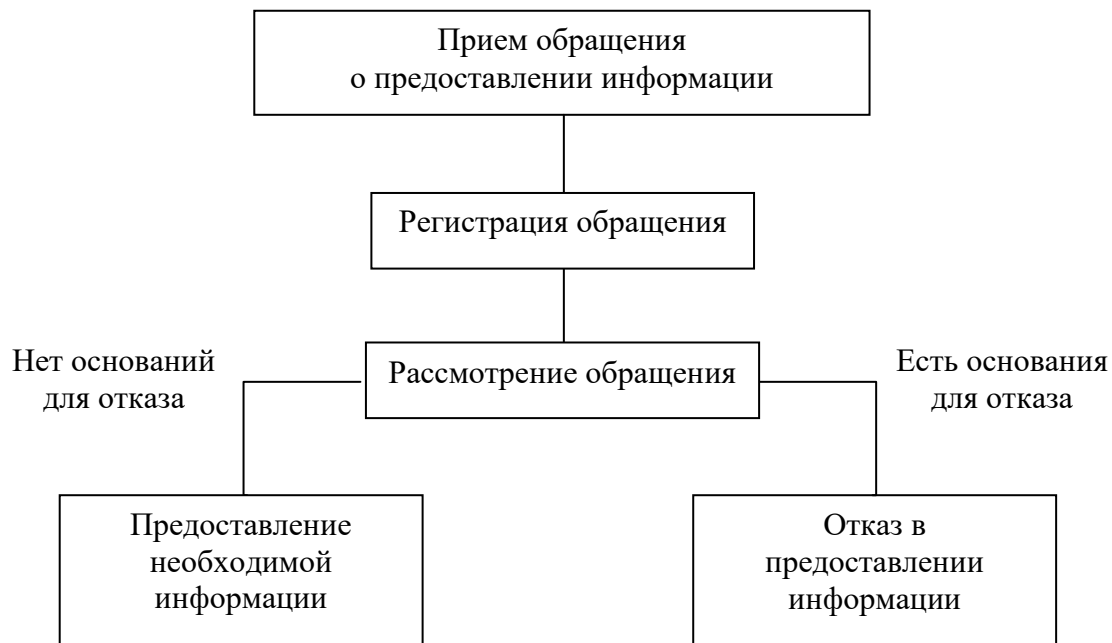 Прием обращения
о предоставлении информации
Регистрация обращения
Нет оснований
для отказа
Рассмотрение обращения
Есть основания
для отказа
Предоставление
необходимой
информации
Отказ в
предоставлении
информации